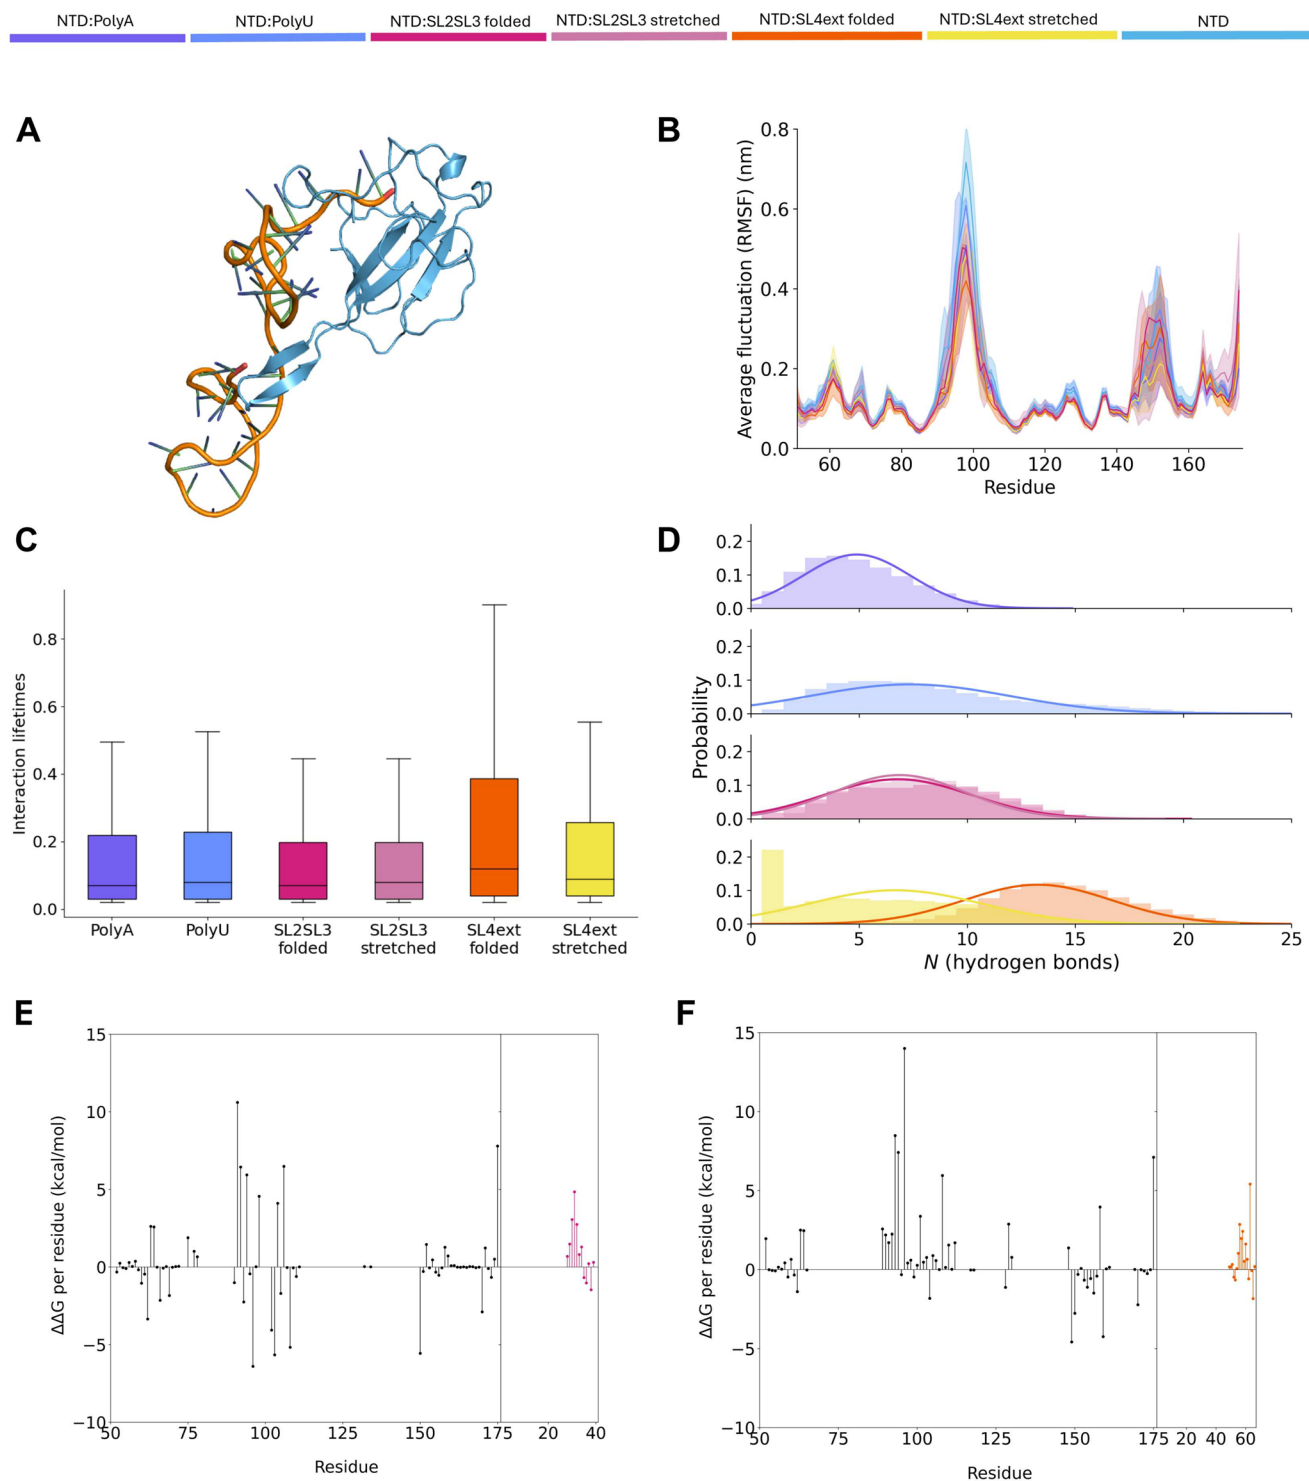 NTD:PolyA NTD:PolyU NTD:SL2SL3 folded NTD:SL2SL3 stretched NTD:SL4ext folded NTD:SL4ext stretched NTD
A
B
Average fluctuation (RMSF) (nm)
0.8
0.6
0.4
0.2
0.0
60 80 100 120 140 160
Residue
C
Interaction lifetimes
0.8
0.6
0.4
0.2
0.0
PolyA PolyU SL2SL3 folded SL2SL3 stretched SL4ext folded SL4ext stretched
D
Probability
0.2
0.1
0.0
0.2
0.1
0.0
0.2
0.1
0.0
0.2
0.1
0.0
0 5 10 15 20 25
N (hydrogen bonds)
E
ΔΔG per residue (kcal/mol)
15
10
5
0
−5
−10
50 75 100 125 150 175 20 40
Residue
F
ΔΔG per residue (kcal/mol)
15
10
5
0
−5
−10
50 75 100 125 150 175 20 40 60
Residue